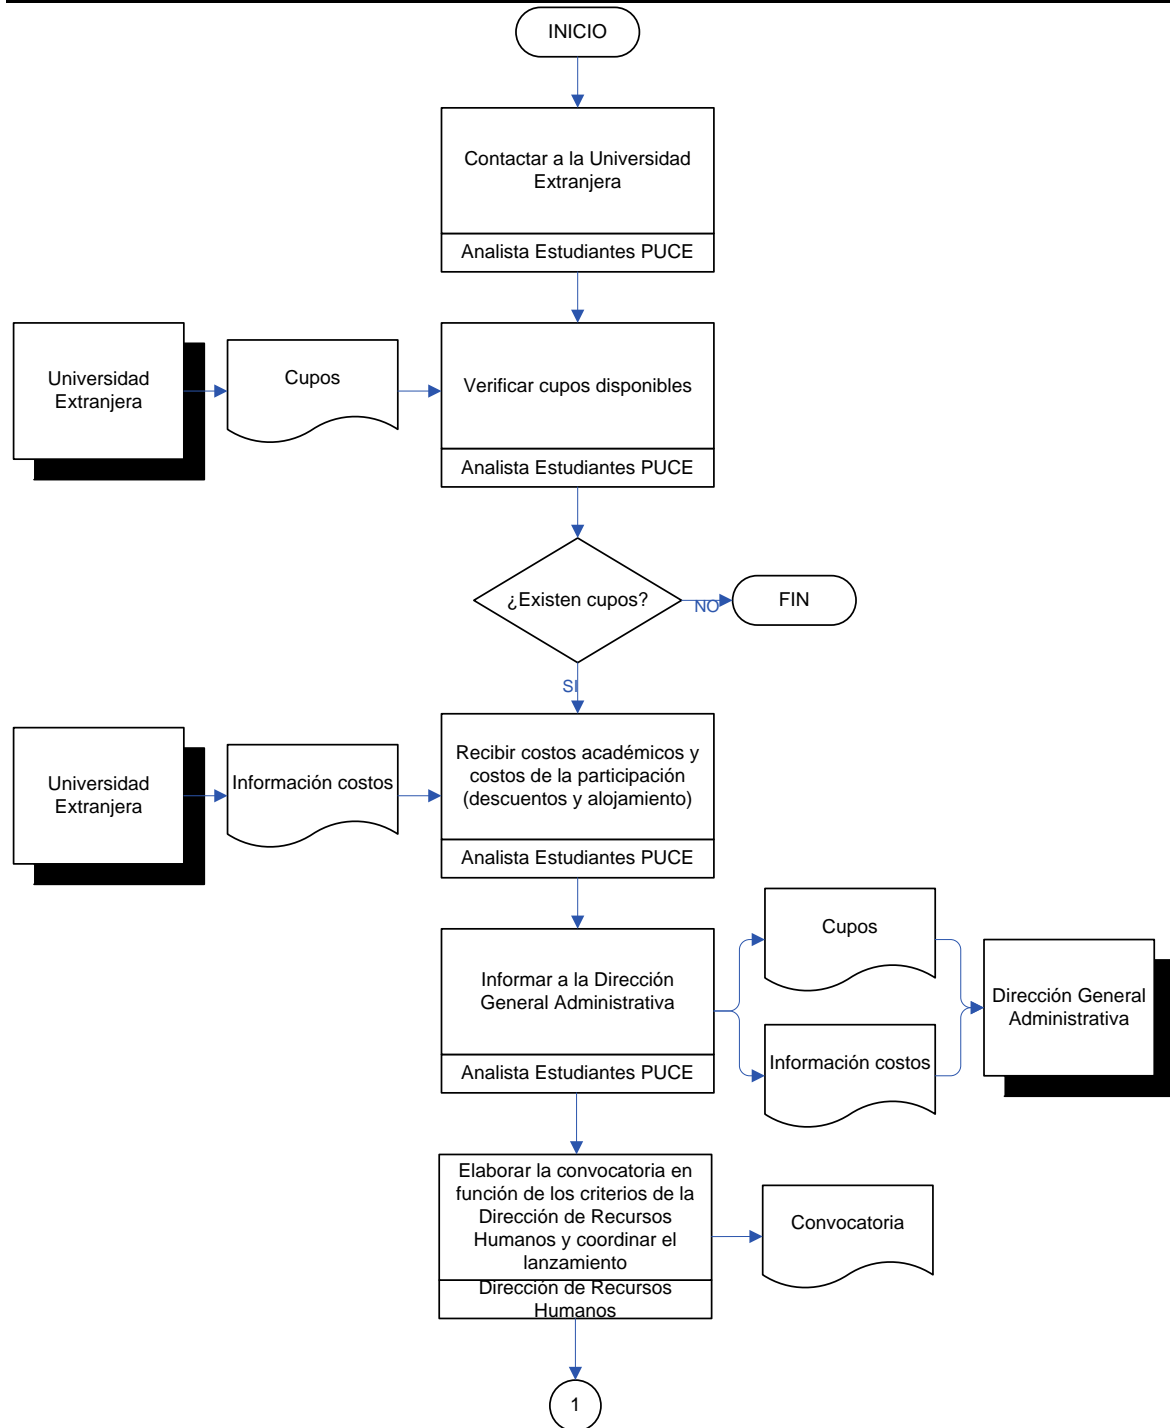 INICIO
Contactar a la Universidad
Extranjera
Analista Estudiantes PUCE
Universidad
Extranjera
Cupos
Verificar cupos disponibles
Analista Estudiantes PUCE
¿Existen cupos?
NO
FIN
SI
Universidad
Extranjera
Información costos
Recibir costos académicos y
costos de la participación
(descuentos y alojamiento)
Analista Estudiantes PUCE
Informar a la Dirección
General Administrativa
Analista Estudiantes PUCE
Cupos
Información costos
Dirección General
Administrativa
Elaborar la convocatoria en
función de los criterios de la
Dirección de Recursos
Humanos y coordinar el
lanzamiento
Dirección de Recursos
Humanos
Convocatoria
1